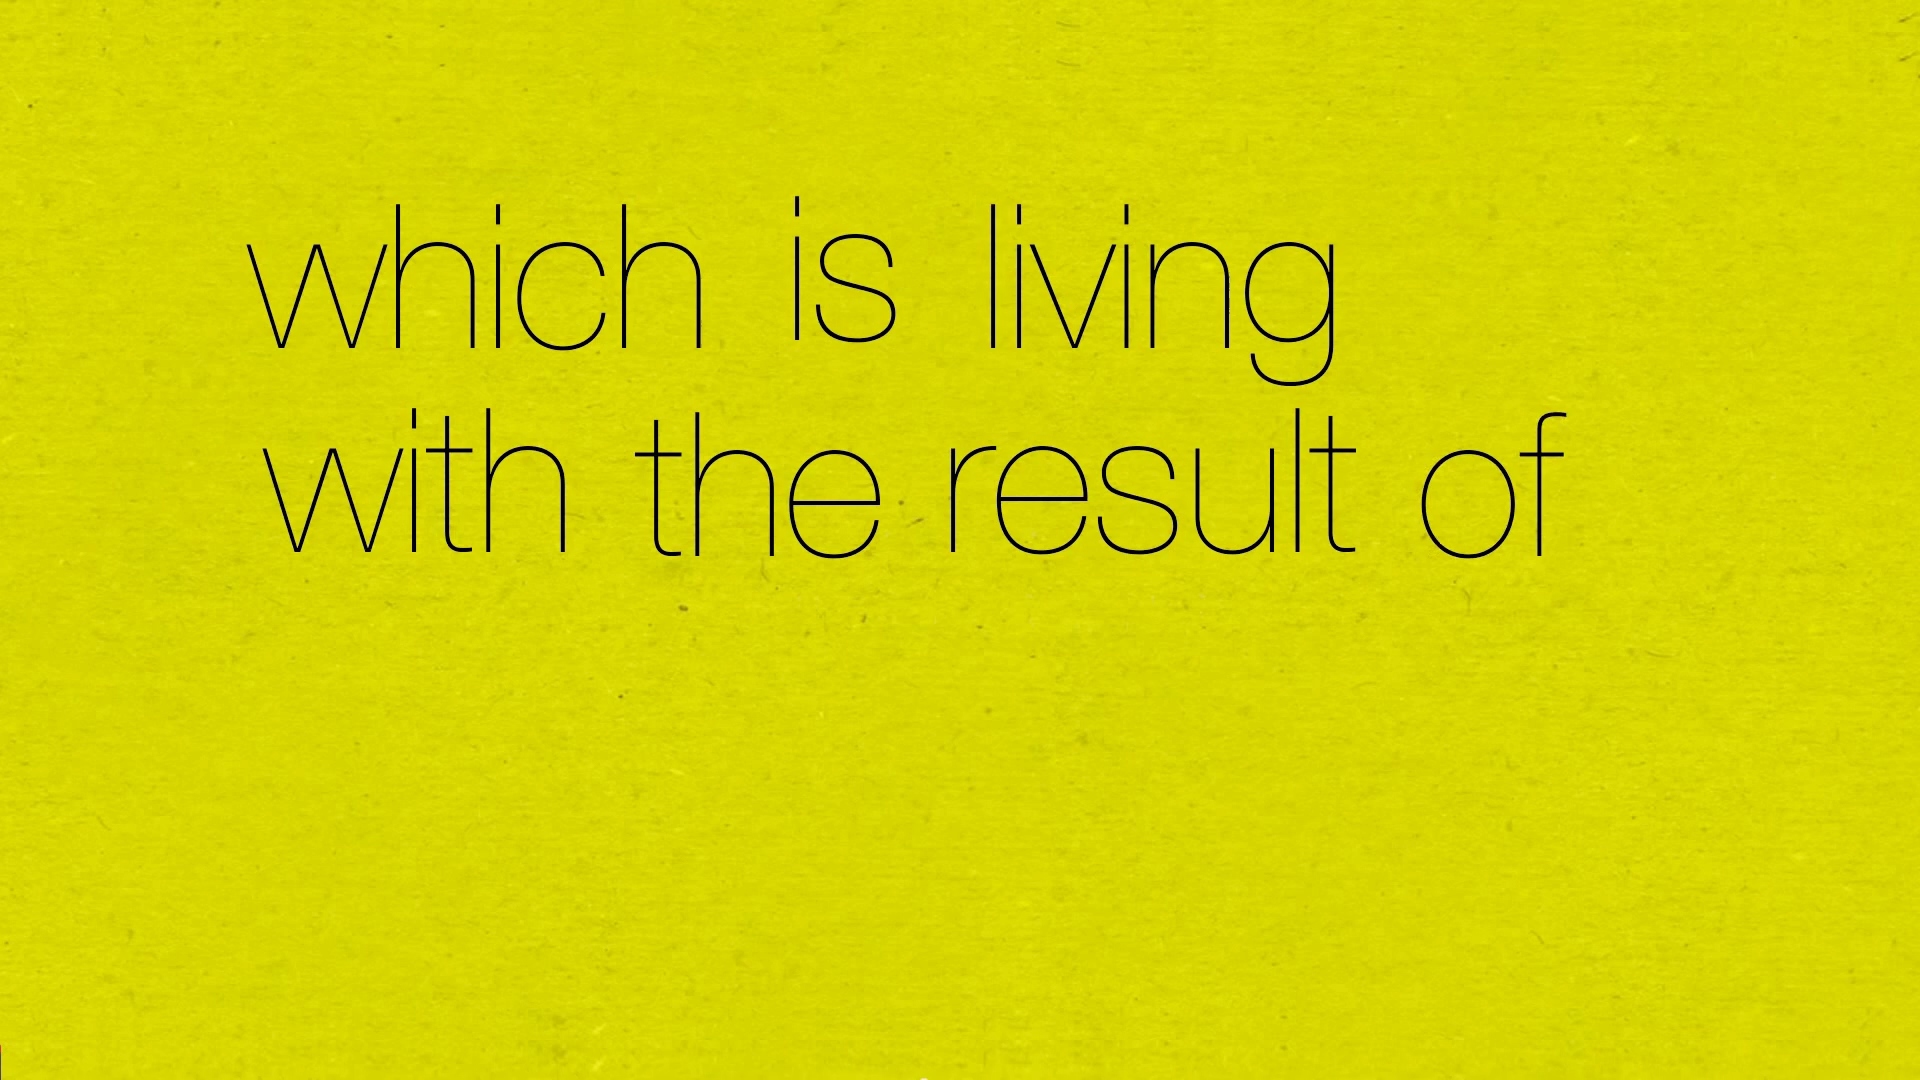 which is living
with the result of